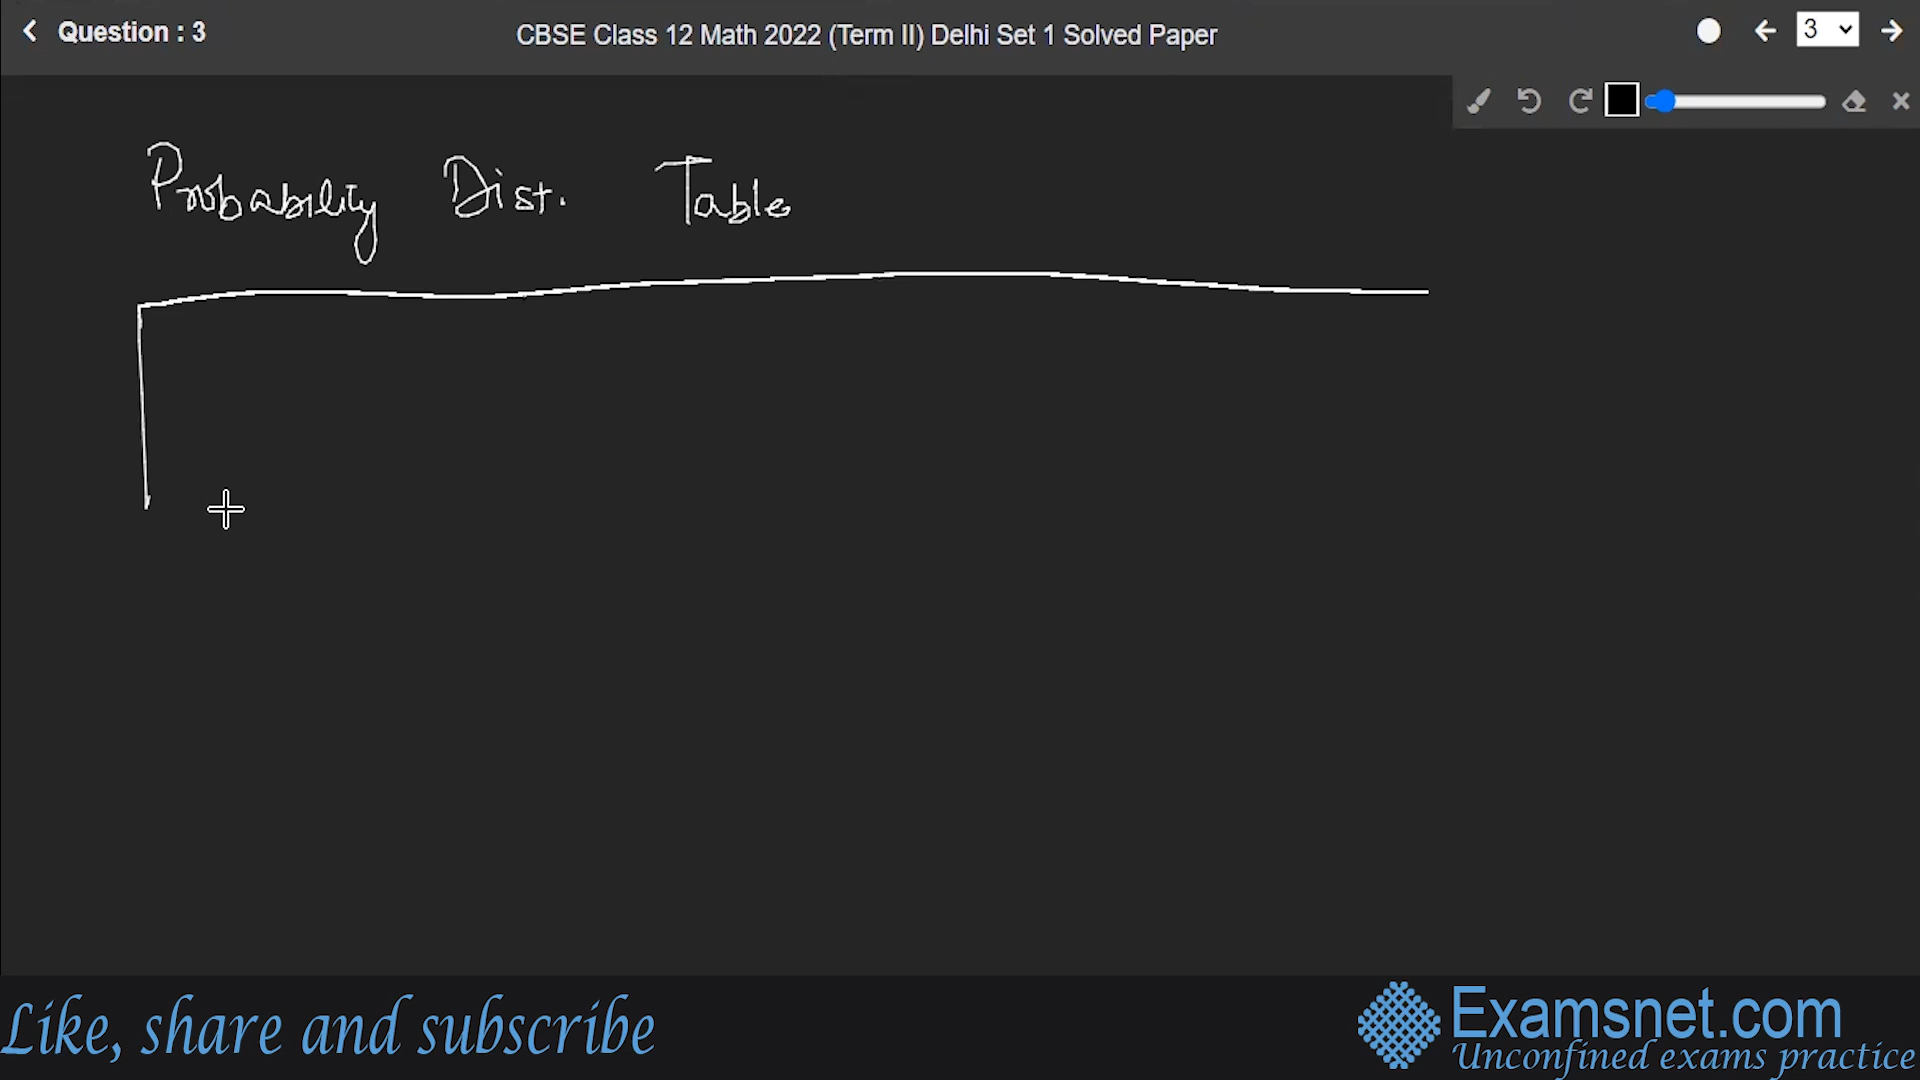 Question : 3
CBSE Class 12 Math 2022 (Term II) Delhi Set 1 Solved Paper
3
Probability Dist. Table
Like, share and subscribe
Examsnet.com
Unconfined exams practice